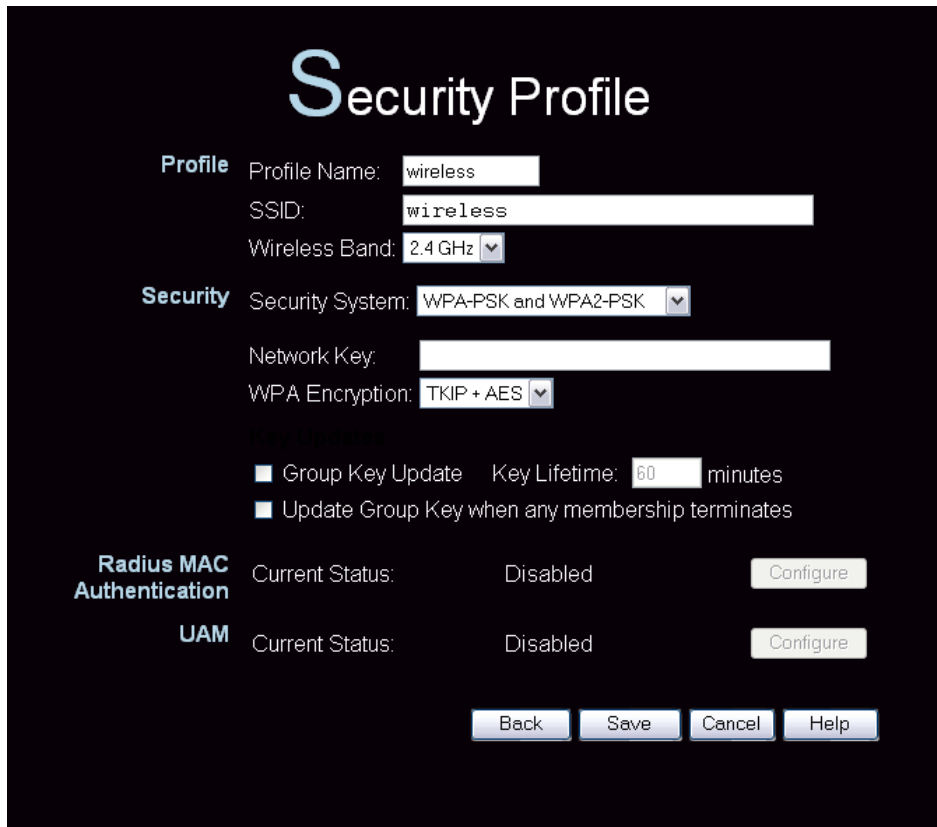 Security Profile
Profile
Profile Name: wireless
SSID: wireless
Wireless Band: 2.4 GHz
Security
Security System: WPA-PSK and WPA2-PSK
Network Key:
WPA Encryption: TKIP + AES
Key Updates
Group Key Update Key Lifetime: 60 minutes
Update Group Key when any membership terminates
Radius MAC
Authentication
Current Status: Disabled Configure
UAM
Current Status: Disabled Configure
Back Save Cancel Help